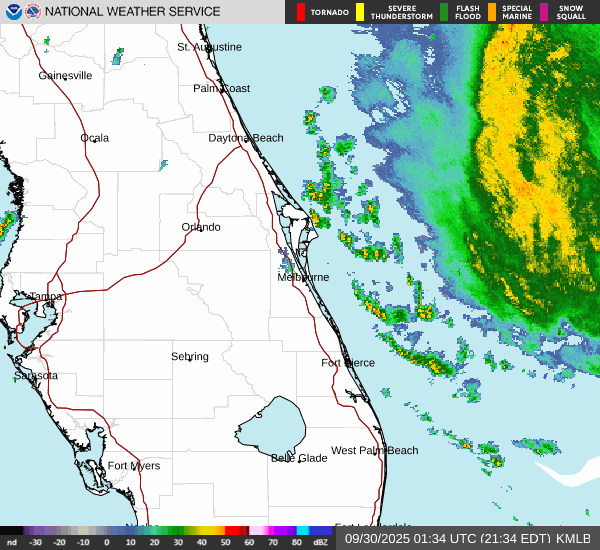 NATIONAL WEATHER SERVICE
TORNADO
SEVERE THUNDERSTORM
FLASH FLOOD
SPECIAL MARINE
SNOW SQUALL
St. Augustine
Gainesville
Palm Coast
Ocala
Daytona Beach
Orlando
Melbourne
Tampa
Sebring
Fort Pierce
Sarasota
West Palm Beach
Belle Glade
Fort Myers
nd -30 -20 -10 0 10 20 30 40 50 60 70 80 dBZ
09/30/2025 01:34 UTC (21:34 EDT) KMLB